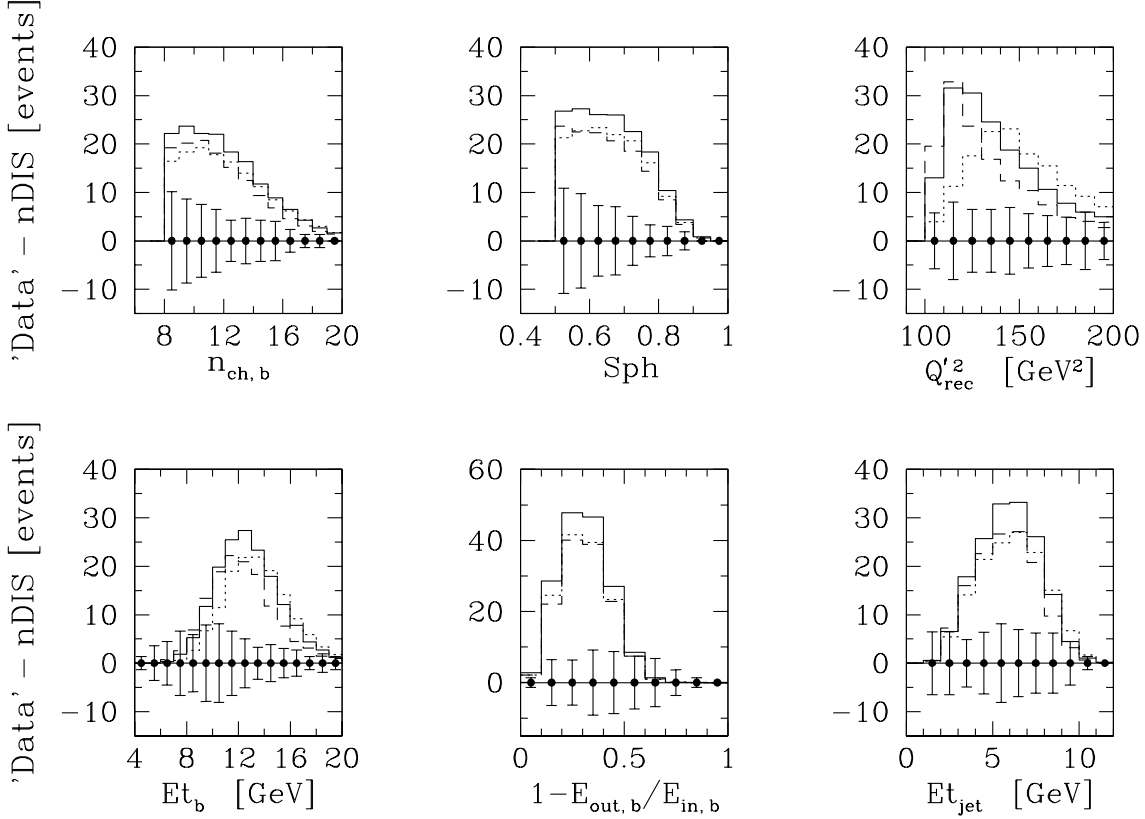 'Data' – nDIS [events]
40 40 40
30 30 30
20 20 20
10 10 10
0 0 0
−10 −10 −10
8 12 16 20 0.4 0.6 0.8 1 100 150 200
n_ch, b Sph Q'²_rec [GeV²]
'Data' – nDIS [events]
40 60 40
30 40 30
20 20 20
10 0 10
0 0
−10 −10
4 8 12 16 20 0 0.5 1 0 5 10
Et_b [GeV] 1−E_out, b/E_in, b Et_jet [GeV]